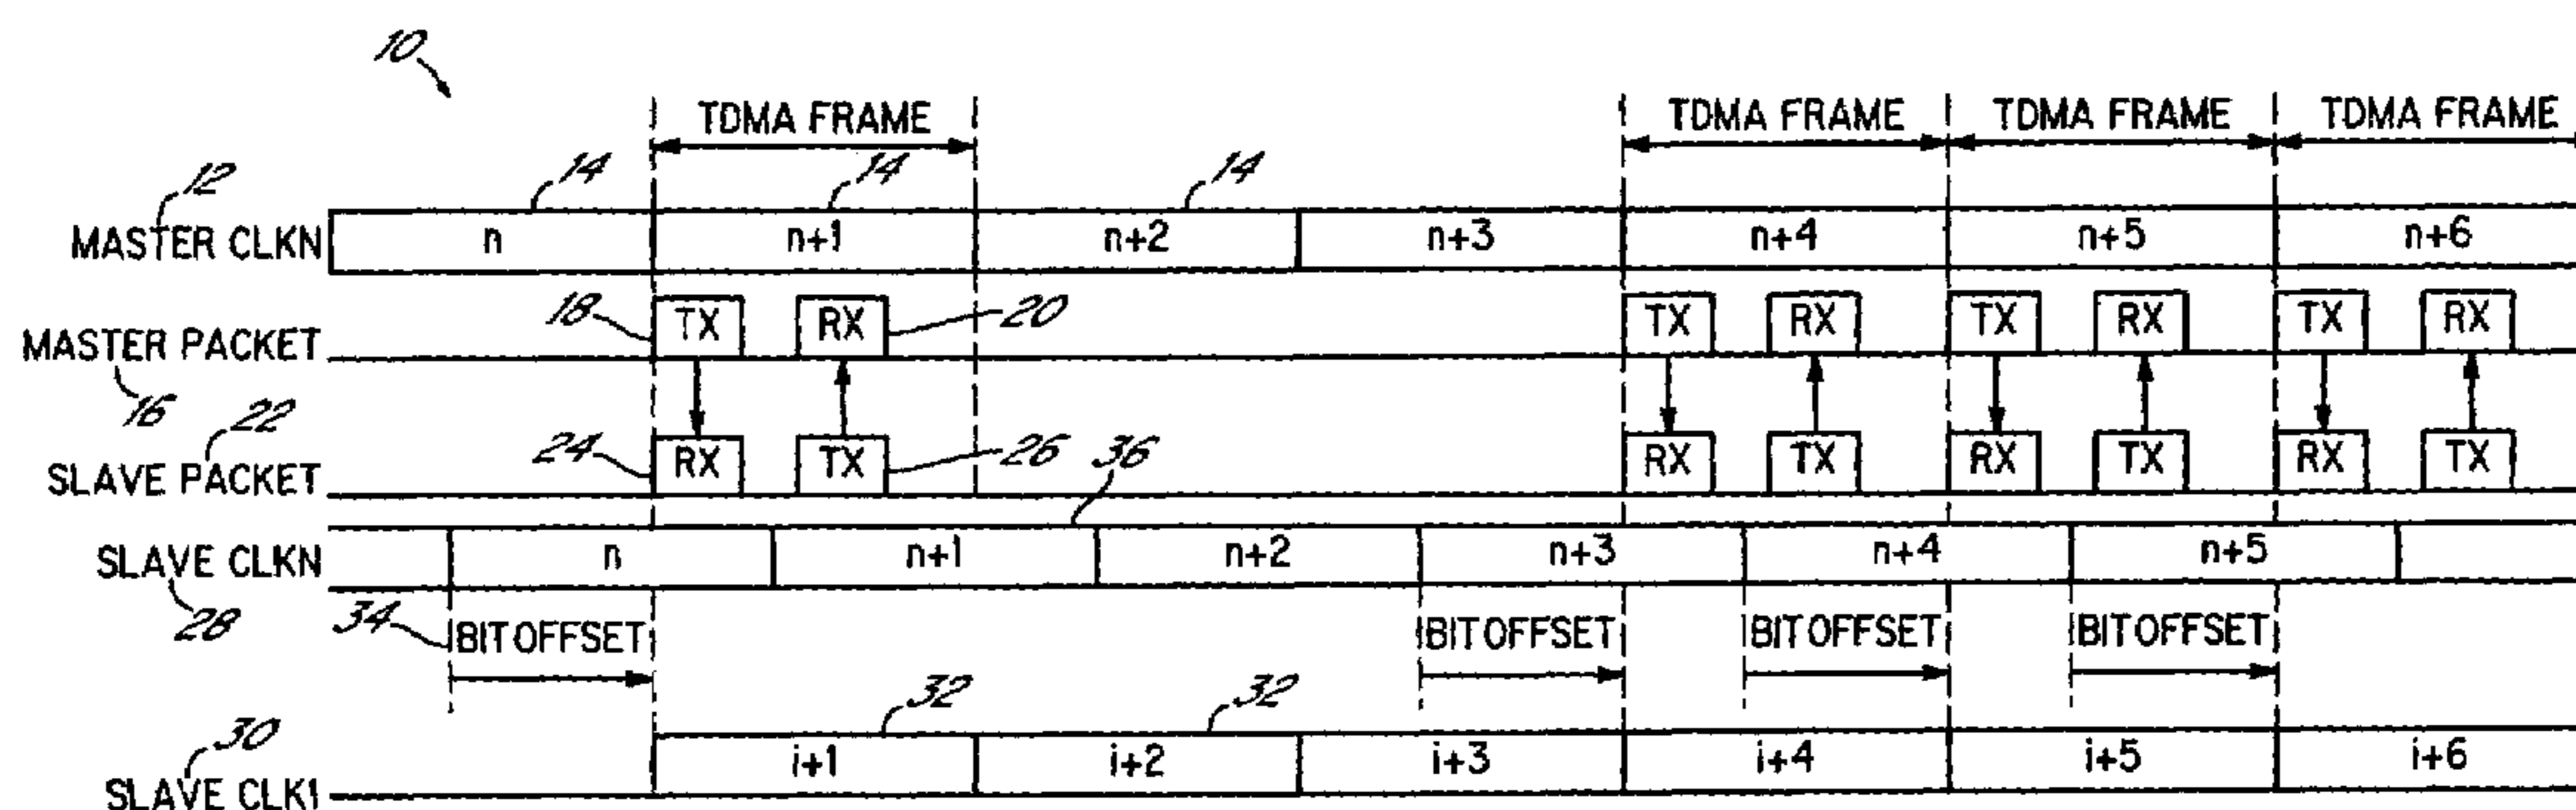 10
TDMA FRAME TDMA FRAME TDMA FRAME TDMA FRAME
12 14 14 14
MASTER CLKN n n+1 n+2 n+3 n+4 n+5 n+6
18 TX RX 20 TX RX TX RX TX RX
MASTER PACKET
16 22
24 RX TX 26 36 RX TX RX TX RX TX
SLAVE PACKET
SLAVE CLKN n n+1 n+2 n+3 n+4 n+5
28 34 BIT OFFSET BIT OFFSET BIT OFFSET BIT OFFSET
30 32 32
SLAVE CLK1 i+1 i+2 i+3 i+4 i+5 i+6